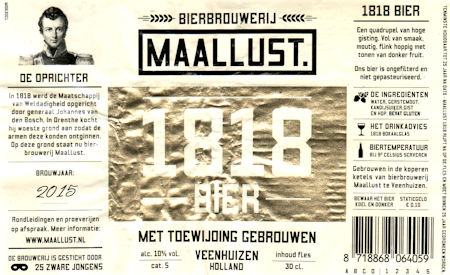 DE OPRICHTER
In 1818 werd de Maatschappij
van Weldadigheid opgericht
door generaal Johannes van
den Bosch. In Drenthe kocht
hij woeste grond aan zodat de
armen deze konden ontginnen.
Op deze grond staat nu bier-
brouwerij Maallust.
BROUWJAAR:
2015
Rondleidingen en proeverijen
op afspraak. Meer informatie:
WWW.MAALLUST.NL
DE BROUWERIJ IS GESTICHT DOOR
25 ZWARE JONGENS
BIERBROUWERIJ
MAALLUST.
1818
BIER
MET TOEWIJDING GEBROUWEN
alc. 10% vol.
cat. S
VEENHUIZEN
HOLLAND
inhoud fles
30 cl.
1818 BIER
Een quadrupel van hoge
gisting. Vol van smaak,
moutig, flink hoppig met
tonen van donker fruit.
Ons bier is ongefilterd en
niet gepasteuriseerd.
DE INGREDIENTEN
WATER, GERSTEMOUT,
KANDIJSUIKER, GIST
EN HOP. BEVAT GLUTEN
HET DRINKADVIES
1818 BOKAALGLAS
BIERTEMPERATUUR
BIJ 9° CELSIUS SERVEREN
Gebrouwen in de koperen
ketels van bierbrouwerij
Maallust te Veenhuizen.
BEWAAR HET BIER
KOEL EN DONKER
STATIEGELD
€ 0,10
8 718868 064059